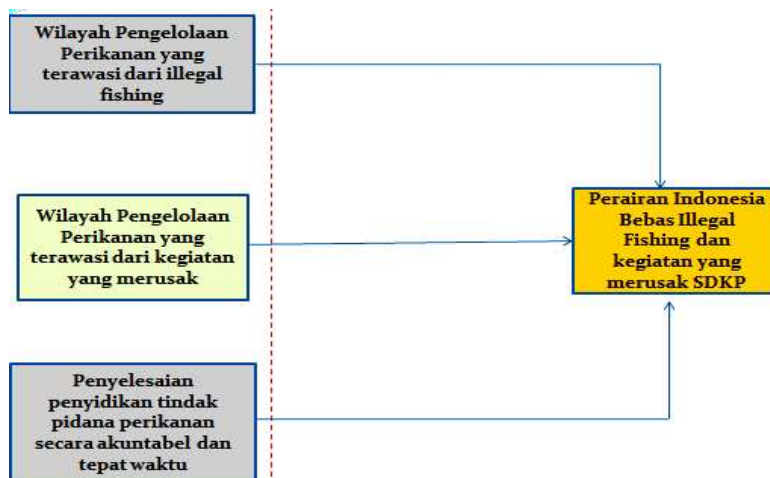 Wilayah Pengelolaan
Perikanan yang
terawasi dari illegal
fishing
Wilayah Pengelolaan
Perikanan yang
terawasi dari kegiatan
yang merusak
Perairan Indonesia
Bebas Illegal
Fishing dan
kegiatan yang
merusak SDKP
Penyelesaian
penyidikan tindak
pidana perikanan
secara akuntabel dan
tepat waktu